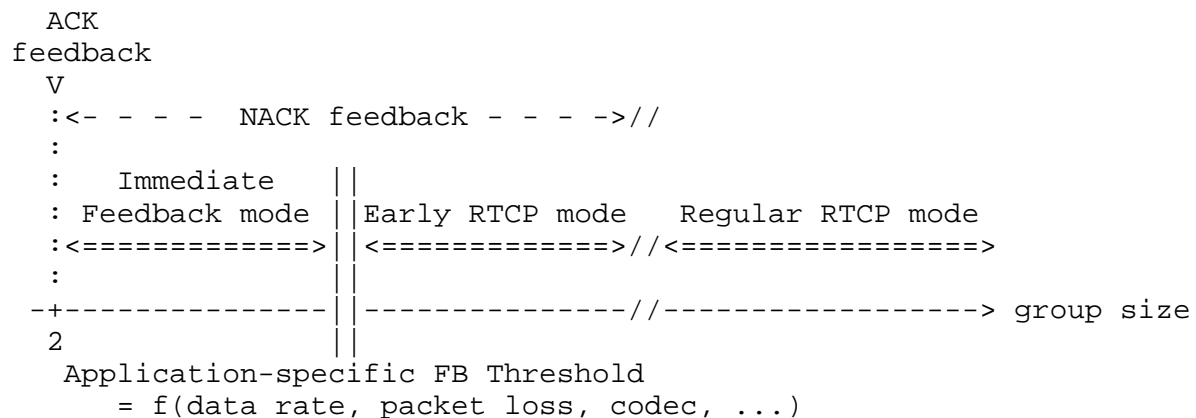 ACK
feedback
  V
  :<- - - -  NACK feedback - - - ->//
  :
  :   Immediate   ||
  : Feedback mode ||Early RTCP mode   Regular RTCP mode
  :<=============>||<=============>//<=================>
  :               ||
 -+---------------||---------------//------------------> group size
  2               ||
   Application-specific FB Threshold
      = f(data rate, packet loss, codec, ...)